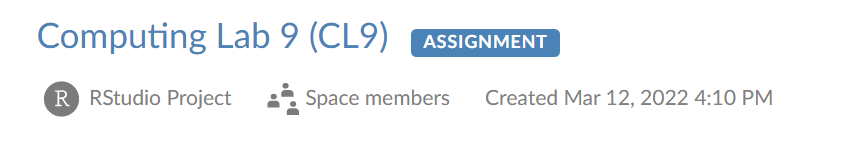 Computing Lab 9 (CL9) ASSIGNMENT
R RStudio Project Space members Created Mar 12, 2022 4:10 PM